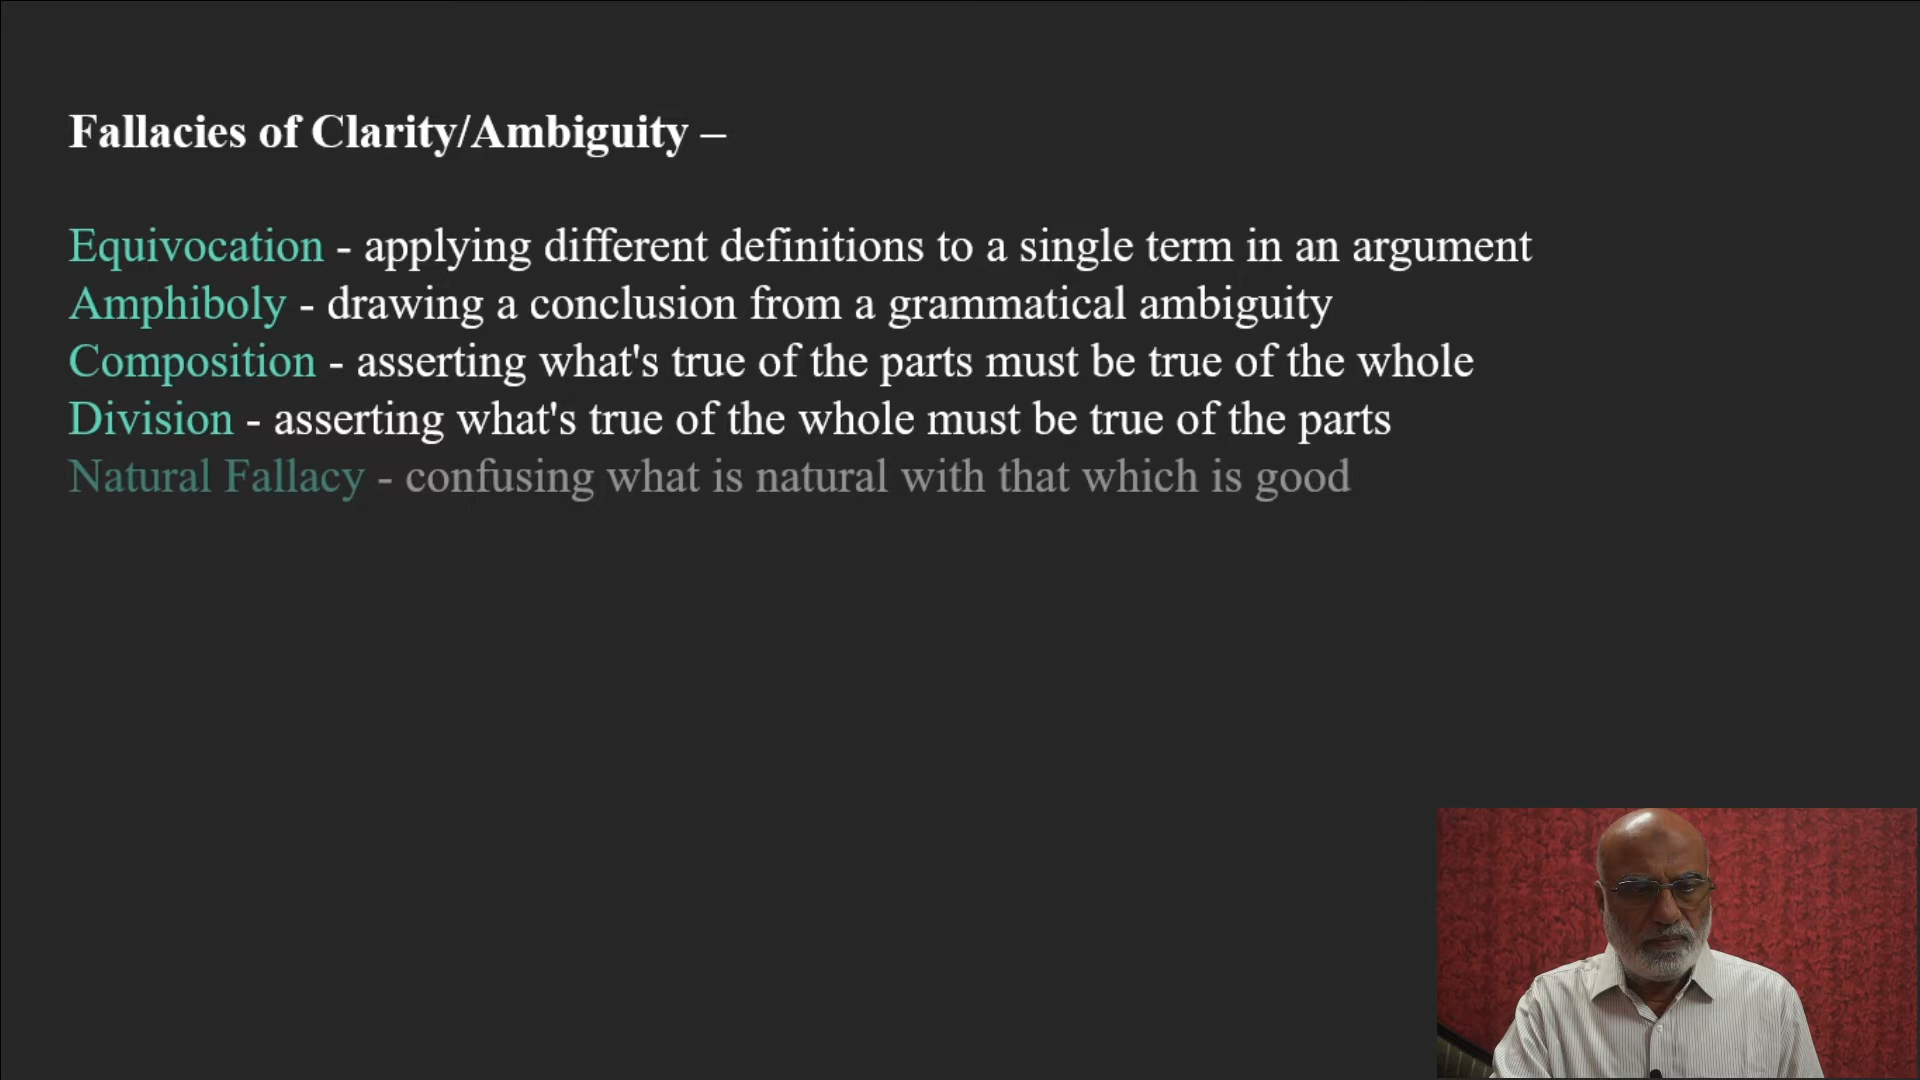 Fallacies of Clarity/Ambiguity –
Equivocation - applying different definitions to a single term in an argument
Amphiboly - drawing a conclusion from a grammatical ambiguity
Composition - asserting what's true of the parts must be true of the whole
Division - asserting what's true of the whole must be true of the parts
Natural Fallacy - confusing what is natural with that which is good